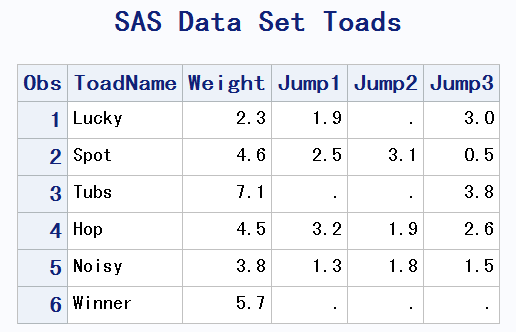 SAS Data Set Toads
Obs ToadName Weight Jump1 Jump2 Jump3
1 Lucky 2.3 1.9 . 3.0
2 Spot 4.6 2.5 3.1 0.5
3 Tubs 7.1 . . 3.8
4 Hop 4.5 3.2 1.9 2.6
5 Noisy 3.8 1.3 1.8 1.5
6 Winner 5.7 . . .